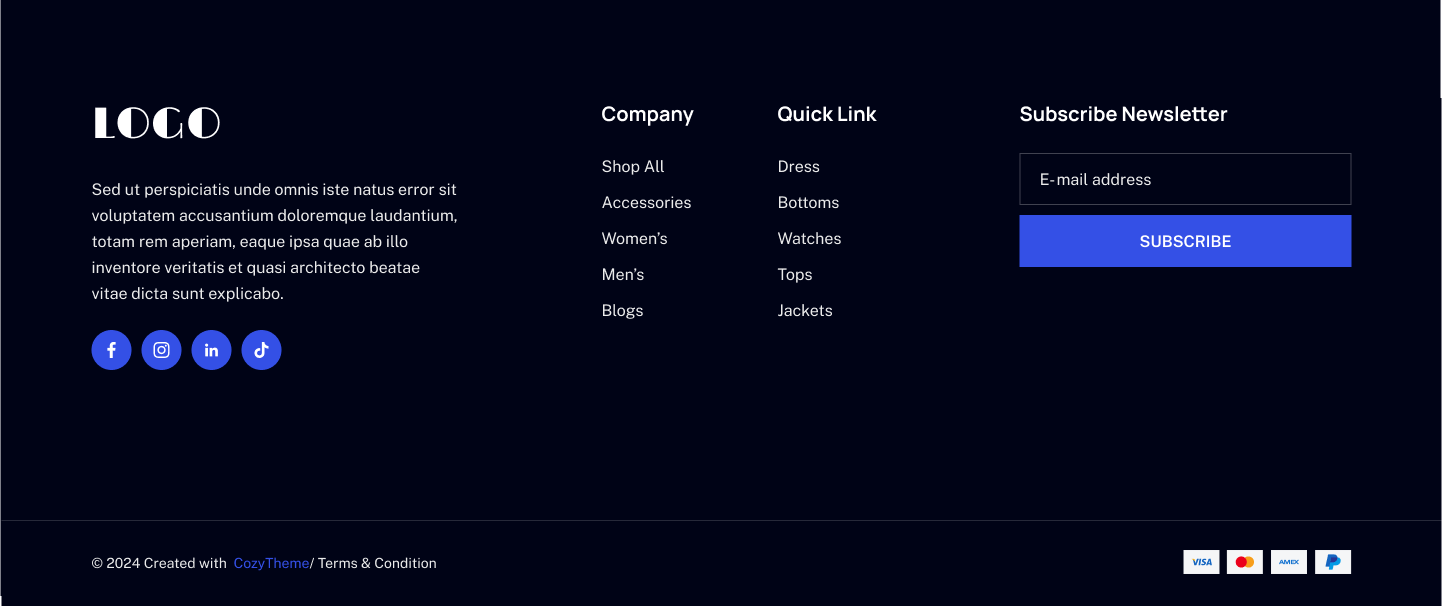 LOGO
Sed ut perspiciatis unde omnis iste natus error sit
voluptatem accusantium doloremque laudantium,
totam rem aperiam, eaque ipsa quae ab illo
inventore veritatis et quasi architecto beatae
vitae dicta sunt explicabo.
Company
Shop All
Accessories
Women's
Men's
Blogs
Quick Link
Dress
Bottoms
Watches
Tops
Jackets
Subscribe Newsletter
E-mail address
SUBSCRIBE
© 2024 Created with CozyTheme/ Terms & Condition
VISA
AMEX